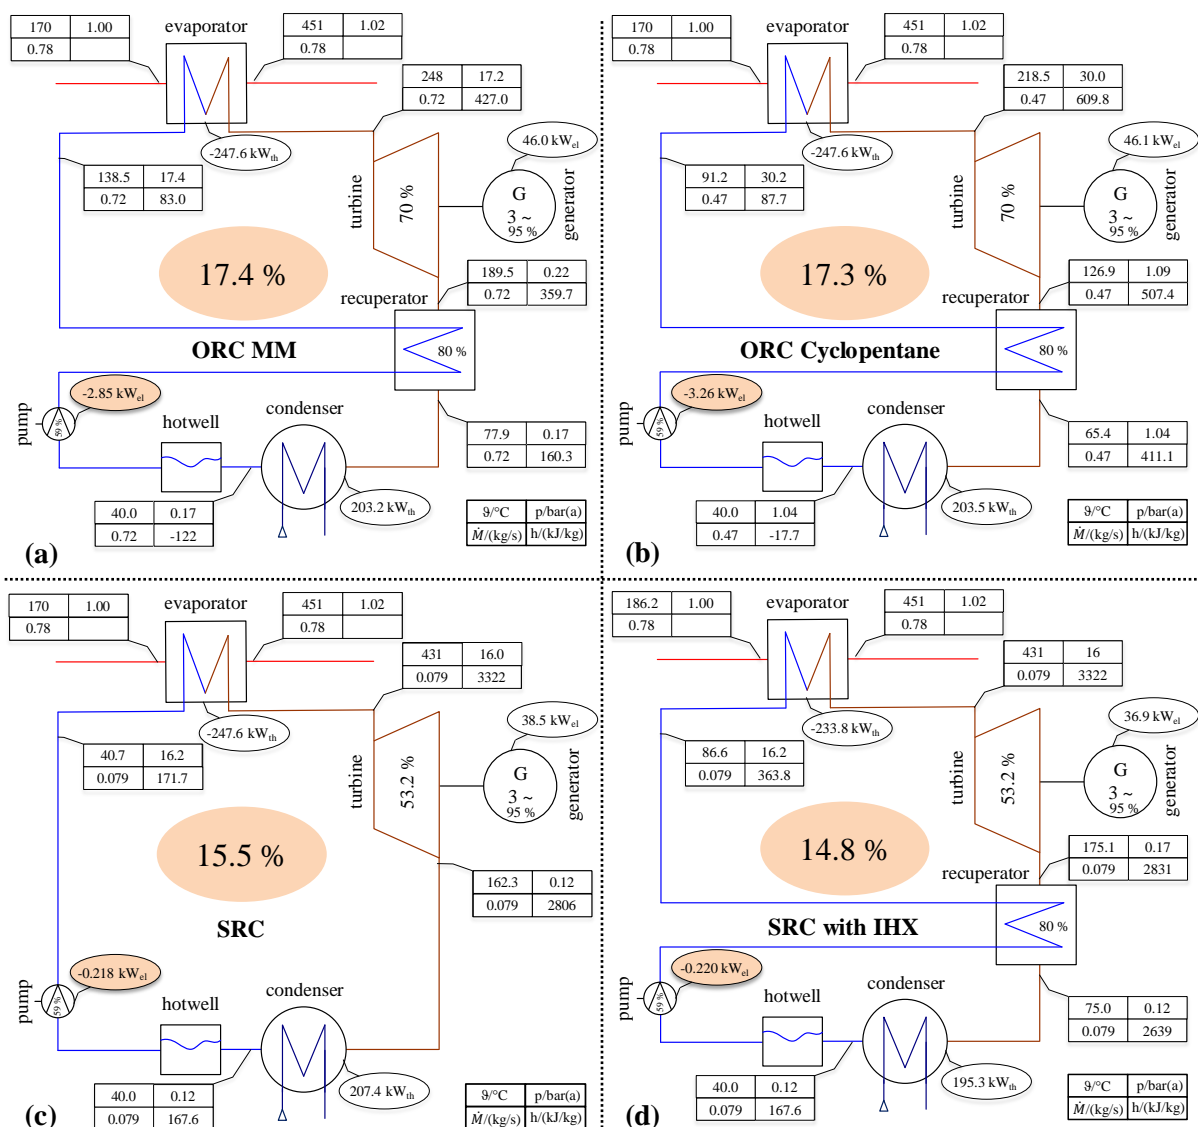 170 1.00
0.78
evaporator
451 1.02
0.78
248 17.2
0.72 427.0
-247.6 kWth
46.0 kWel
138.5 17.4
0.72 83.0
turbine
70 %
G
3 ~
95 %
generator
17.4 %
189.5 0.22
0.72 359.7
recuperator
ORC MM
80 %
-2.85 kWel
pump
59 %
hotwell
condenser
77.9 0.17
0.72 160.3
203.2 kWth
40.0 0.17
0.72 -122
ϑ/°C p/bar(a)
Ṁ/(kg/s) h/(kJ/kg)
(a)
170 1.00
0.78
evaporator
451 1.02
0.78
218.5 30.0
0.47 609.8
-247.6 kWth
46.1 kWel
91.2 30.2
0.47 87.7
turbine
70 %
G
3 ~
95 %
generator
17.3 %
126.9 1.09
0.47 507.4
recuperator
ORC Cyclopentane
80 %
-3.26 kWel
pump
59 %
hotwell
condenser
65.4 1.04
0.47 411.1
203.5 kWth
40.0 1.04
0.47 -17.7
ϑ/°C p/bar(a)
Ṁ/(kg/s) h/(kJ/kg)
(b)
170 1.00
0.78
evaporator
451 1.02
0.78
431 16.0
0.079 3322
-247.6 kWth
38.5 kWel
40.7 16.2
0.079 171.7
turbine
53.2 %
G
3 ~
95 %
generator
15.5 %
162.3 0.12
0.079 2806
SRC
-0.218 kWel
pump
59 %
hotwell
condenser
207.4 kWth
40.0 0.12
0.079 167.6
ϑ/°C p/bar(a)
Ṁ/(kg/s) h/(kJ/kg)
(c)
186.2 1.00
0.78
evaporator
451 1.02
0.78
431 16
0.079 3322
-233.8 kWth
36.9 kWel
86.6 16.2
0.079 363.8
turbine
53.2 %
G
3 ~
95 %
generator
14.8 %
175.1 0.17
0.079 2831
recuperator
SRC with IHX
80 %
-0.220 kWel
pump
59 %
hotwell
condenser
75.0 0.12
0.079 2639
195.3 kWth
40.0 0.12
0.079 167.6
ϑ/°C p/bar(a)
Ṁ/(kg/s) h/(kJ/kg)
(d)